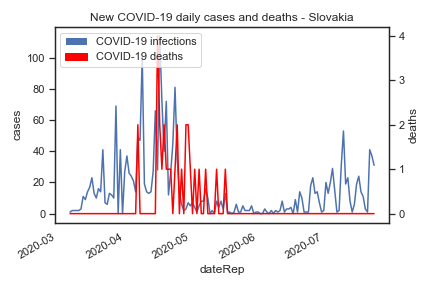 New COVID-19 daily cases and deaths - Slovakia
COVID-19 infections
COVID-19 deaths
100
80
60
40
20
0
cases
4
3
2
1
0
deaths
2020-03
2020-04
2020-05
2020-06
2020-07
dateRep